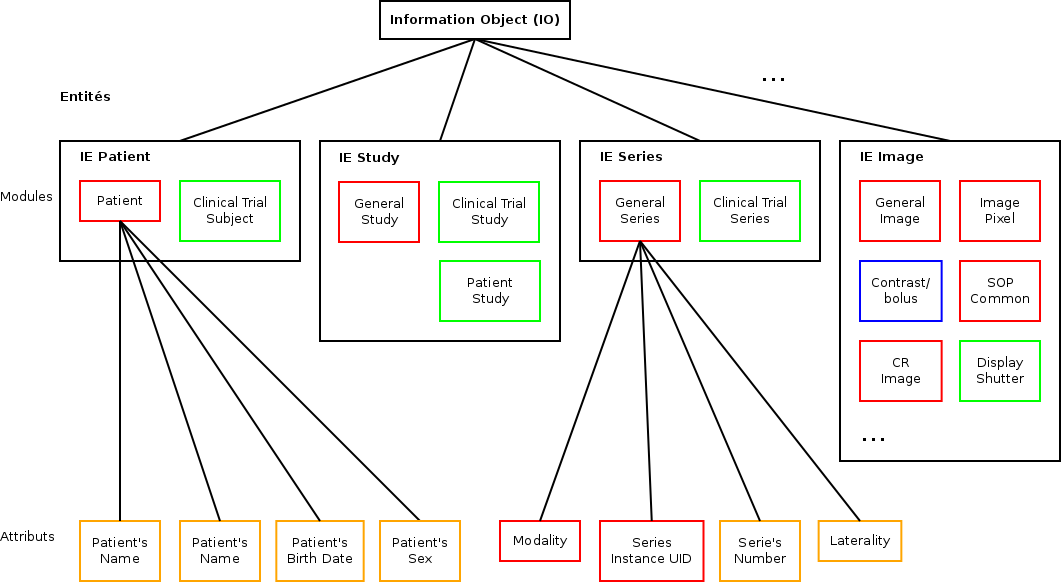 Information Object (IO)
...
Entités
IE Patient
IE Study
IE Series
IE Image
Modules
Patient
Clinical Trial
Subject
General
Study
Clinical Trial
Study
Patient
Study
General
Series
Clinical Trial
Series
General
Image
Image
Pixel
Contrast/
bolus
SOP
Common
CR
Image
Display
Shutter
...
Attributs
Patient's
Name
Patient's
Name
Patient's
Birth Date
Patient's
Sex
Modality
Series
Instance UID
Serie's
Number
Laterality